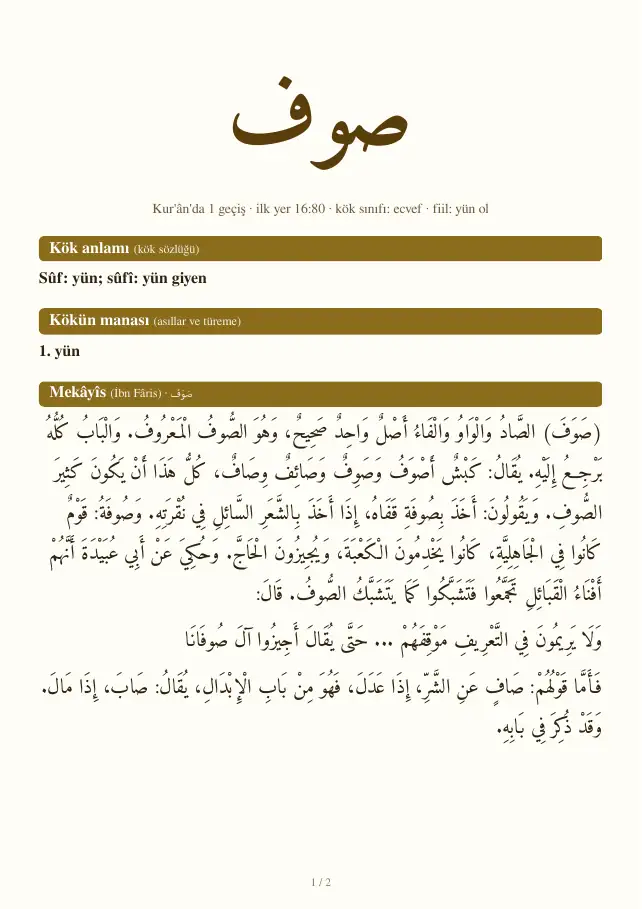 صوف
Kur'ân'da 1 geçiş · ilk yer 16:80 · kök sınıfı: ecvef · fiil: yün ol
Kök anlamı (kök sözlüğü)
Sûf: yün; sûfî: yün giyen
Kökün manası (asıllar ve türeme)
1. yün
Mekâyîs (İbn Fâris) · صَوَفَ
(صَوَفَ) الصَّادُ وَالْوَاوُ وَالْفَاءُ أَصْلٌ وَاحِدٌ صَحِيحٌ، وَهُوَ الصُّوفُ الْمَعْرُوفُ. وَالْبَابُ كُلُّهُ
يَرْجِعُ إِلَيْهِ. يُقَالُ: كَبْشٌ أَصْوَفُ وَصَوِفٌ وَصَائِفٌ وَصَافٌ، كُلُّ هَذَا أَنْ يَكُونَ كَثِيرَ
الصُّوفِ. وَيَقُولُونَ: أَخَذَ بِصُوفَةِ قَفَاهُ، إِذَا أَخَذَ بِالشَّعَرِ السَّائِلِ فِي نُقْرَتِهِ. وَصُوفَةُ: قَوْمٌ
كَانُوا فِي الْجَاهِلِيَّةِ، كَانُوا يَخْدِمُونَ الْكَعْبَةَ، وَيُجِيزُونَ الْحَاجَّ. وَحُكِيَ عَنْ أَبِي عُبَيْدَةَ أَنَّهُمْ
أَفْنَاءُ الْقَبَائِلِ تَجَمَّعُوا فَتَشَبَّكُوا كَمَا يَتَشَبَّكُ الصُّوفُ. قَالَ:
وَلَا يَرِيمُونَ فِي التَّعْرِيفِ مَوْقِفَهُمْ ... حَتَّى يُقَالَ أَجِيزُوا آلَ صُوفَانَا
فَأَمَّا قَوْلُهُمْ: صَافٍ عَنِ الشَّرِّ، إِذَا عَدَلَ، فَهُوَ مِنْ بَابِ الْإِبْدَالِ، يُقَالُ: صَابَ، إِذَا مَالَ.
وَقَدْ ذُكِرَ فِي بَابِهِ.
1 / 2